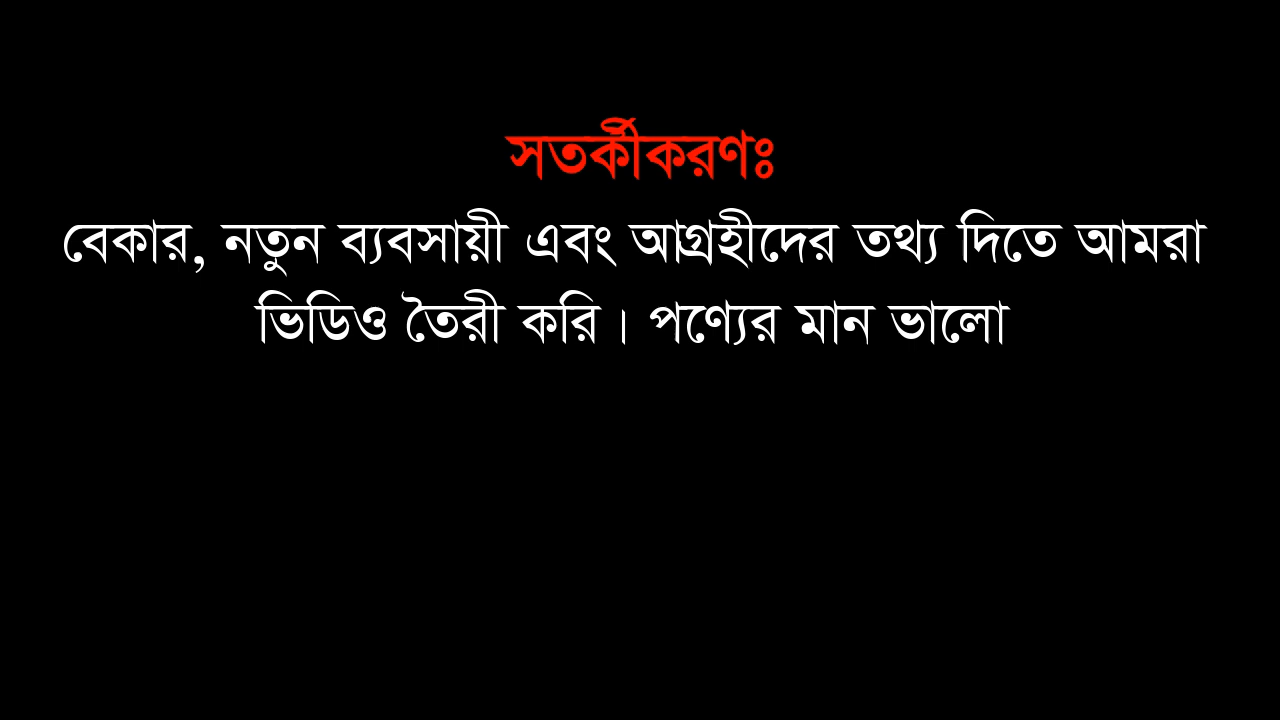 সতর্কীকরণঃ
বেকার, নতুন ব্যবসায়ী এবং আগ্রহীদের তথ্য দিতে আমরা
ভিডিও তৈরী করি। পণ্যের মান ভালো